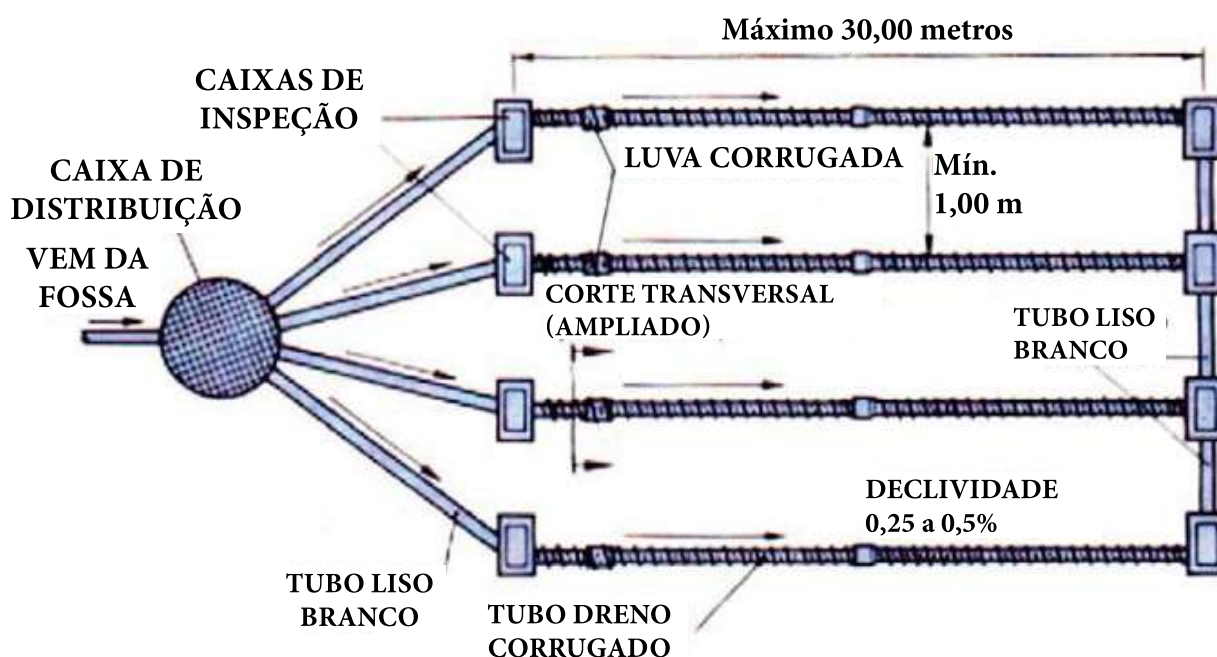 Máximo 30,00 metros
CAIXAS DE
INSPEÇÃO
LUVA CORRUGADA
Mín.
1,00 m
CAIXA DE
DISTRIBUIÇÃO
VEM DA
FOSSA
CORTE TRANSVERSAL
(AMPLIADO)
TUBO LISO
BRANCO
DECLIVIDADE
0,25 a 0,5%
TUBO LISO
BRANCO
TUBO DRENO
CORRUGADO